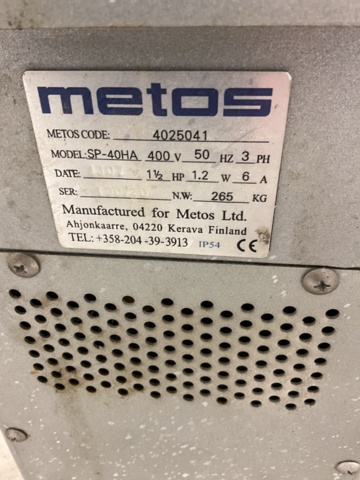 metos
METOS CODE: 4025041
MODEL: SP-40HA 400 V 50 HZ 3 PH
DATE: 1½ HP 1.2 W 6 A
SER: N.W: 265 KG
Manufactured for Metos Ltd.
Ahjonkaarre, 04220 Kerava Finland
TEL: +358-204 -39-3913 IP54 CE